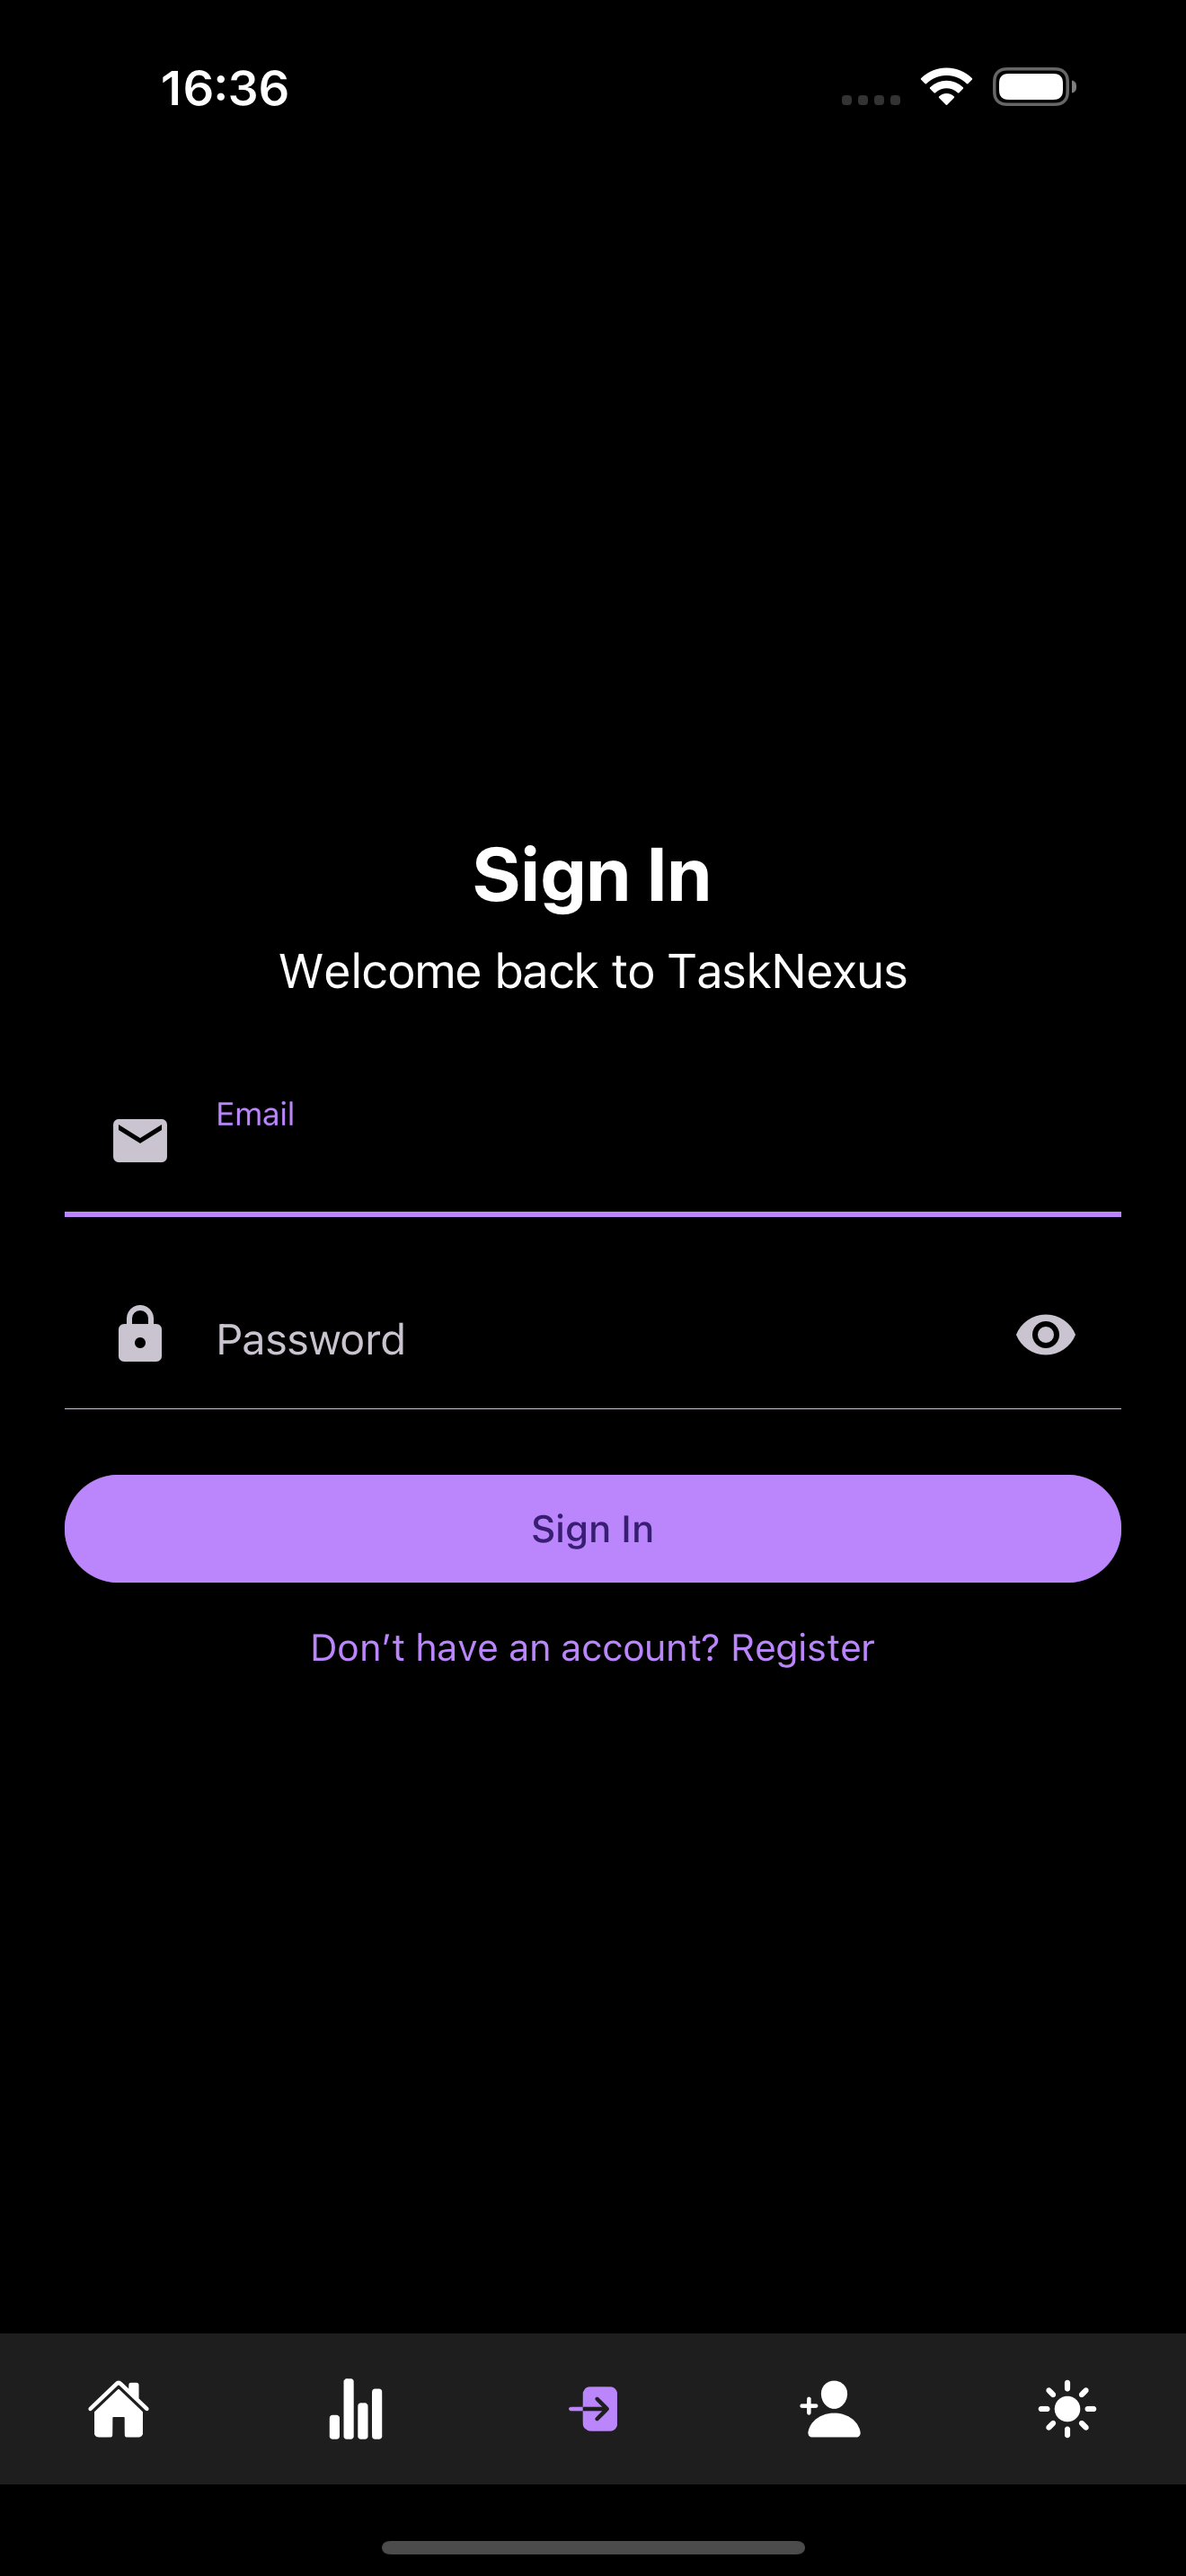 16:36
Sign In
Welcome back to TaskNexus
Email
Password
Sign In
Don’t have an account? Register